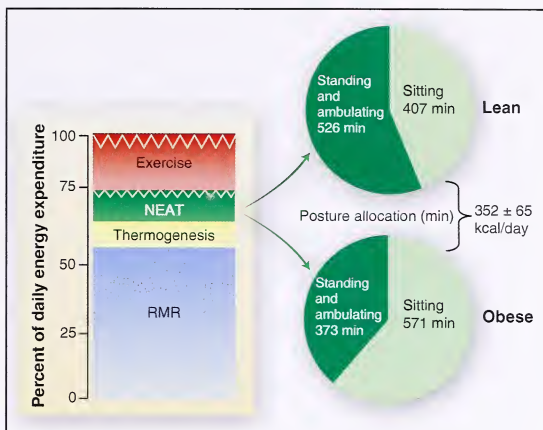 Percent of daily energy expenditure
100
75
50
25
0
Exercise
NEAT
Thermogenesis
RMR
Standing
and
ambulating
526 min
Sitting
407 min
Lean
Posture allocation (min)
352 ± 65
kcal/day
Standing
and
ambulating
373 min
Sitting
571 min
Obese